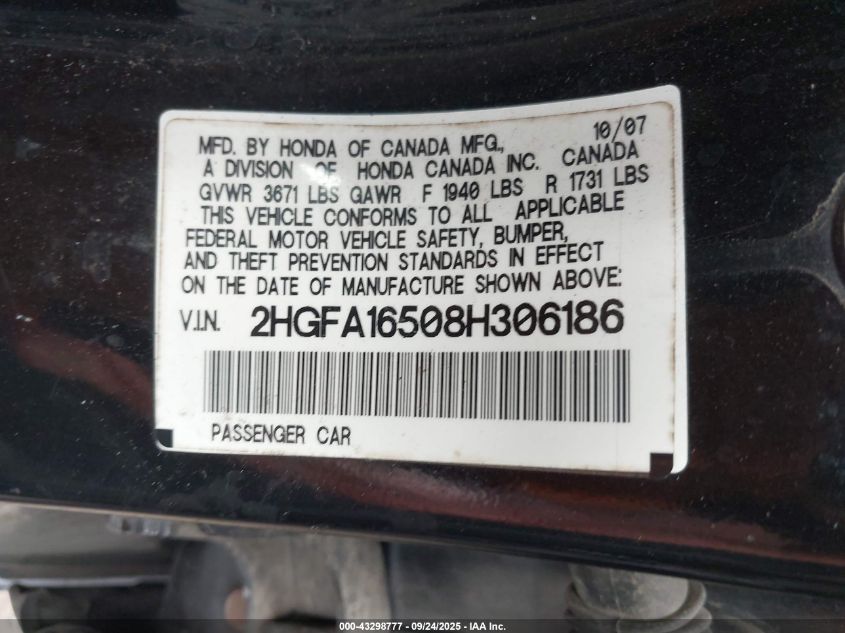 10/07
MFD. BY HONDA OF CANADA MFG.,
A DIVISION OF HONDA CANADA INC. CANADA
GVWR 3671 LBS GAWR F 1940 LBS R 1731 LBS
THIS VEHICLE CONFORMS TO ALL APPLICABLE
FEDERAL MOTOR VEHICLE SAFETY, BUMPER,
AND THEFT PREVENTION STANDARDS IN EFFECT
ON THE DATE OF MANUFACTURE SHOWN ABOVE:
V.I.N. 2HGFA16508H306186
PASSENGER CAR
000-43298777 - 09/24/2025 - IAA Inc.